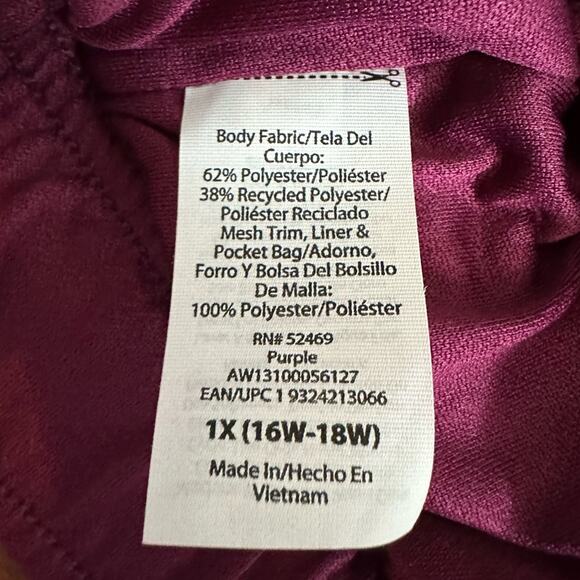 Body Fabric/Tela Del
Cuerpo:
62% Polyester/Poliéster
38% Recycled Polyester/
Poliéster Reciclado
Mesh Trim, Liner &
Pocket Bag/Adorno,
Forro Y Bolsa Del Bolsillo
De Malla:
100% Polyester/Poliéster
RN# 52469
Purple
AW13100056127
EAN/UPC 1 9324213066
1X (16W-18W)
Made In/Hecho En
Vietnam